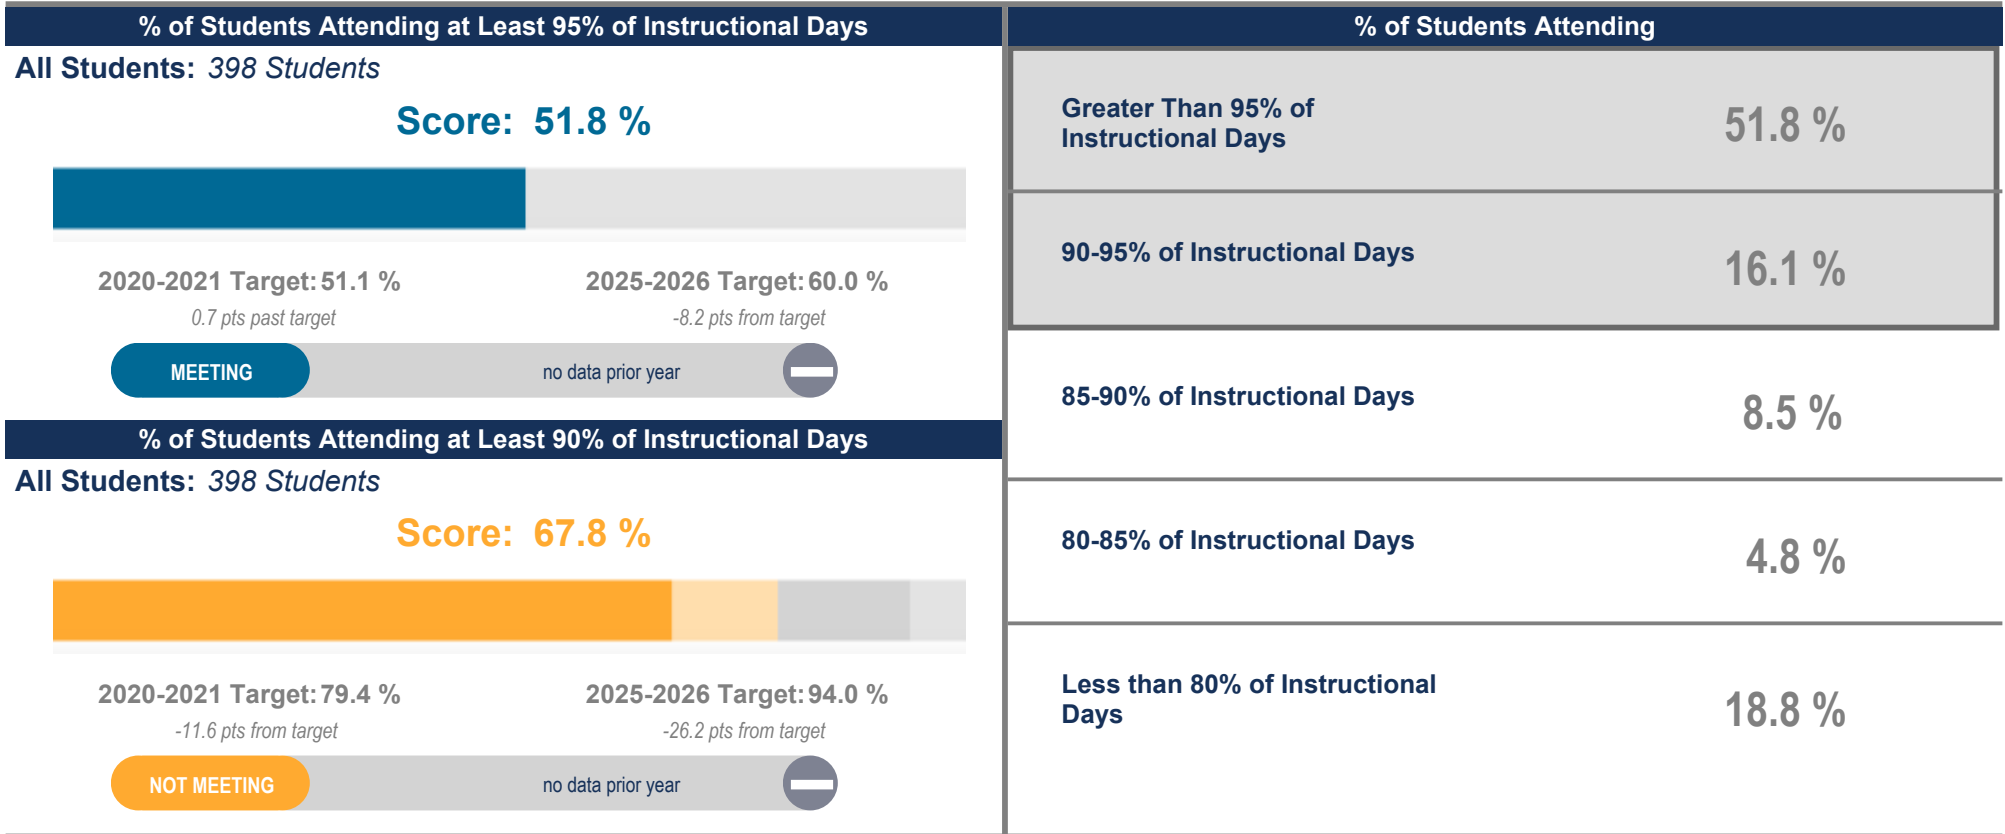 % of Students Attending at Least 95% of Instructional Days
All Students: 398 Students
Score: 51.8 %
2020-2021 Target: 51.1 %
0.7 pts past target
2025-2026 Target: 60.0 %
-8.2 pts from target
MEETING
no data prior year
% of Students Attending at Least 90% of Instructional Days
All Students: 398 Students
Score: 67.8 %
2020-2021 Target: 79.4 %
-11.6 pts from target
2025-2026 Target: 94.0 %
-26.2 pts from target
NOT MEETING
no data prior year
% of Students Attending
Greater Than 95% of
Instructional Days
51.8 %
90-95% of Instructional Days
16.1 %
85-90% of Instructional Days
8.5 %
80-85% of Instructional Days
4.8 %
Less than 80% of Instructional
Days
18.8 %